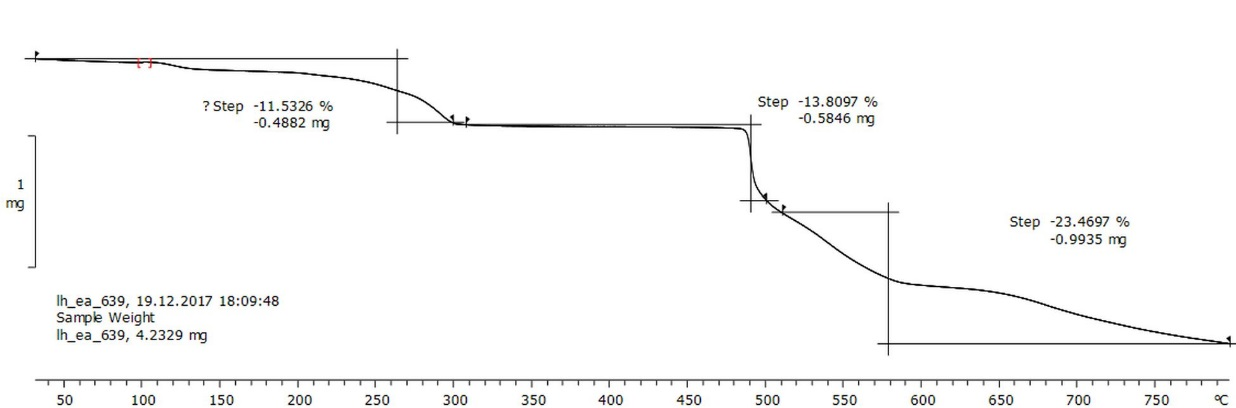 ? Step -11.5326 %
-0.4882 mg
Step -13.8097 %
-0.5846 mg
1
mg
Step -23.4697 %
-0.9935 mg
lh_ea_639, 19.12.2017 18:09:48
Sample Weight
lh_ea_639, 4.2329 mg
50 100 150 200 250 300 350 400 450 500 550 600 650 700 750 ºC